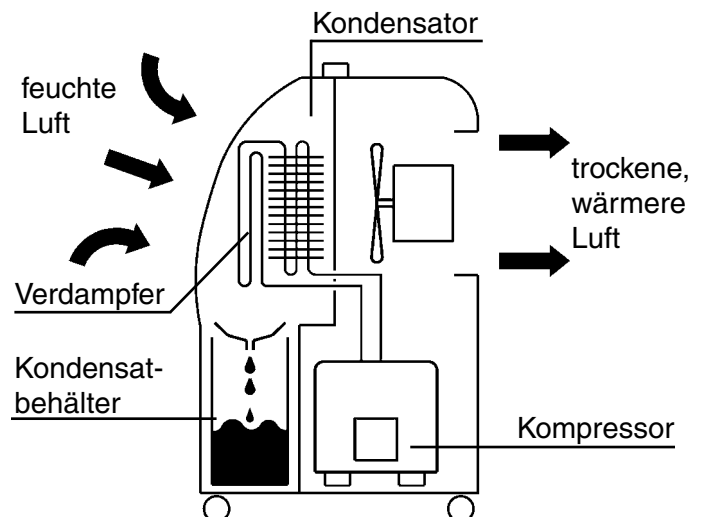 Kondensator
feuchte
Luft
trockene,
wärmere
Luft
Verdampfer
Kondensat-
behälter
Kompressor